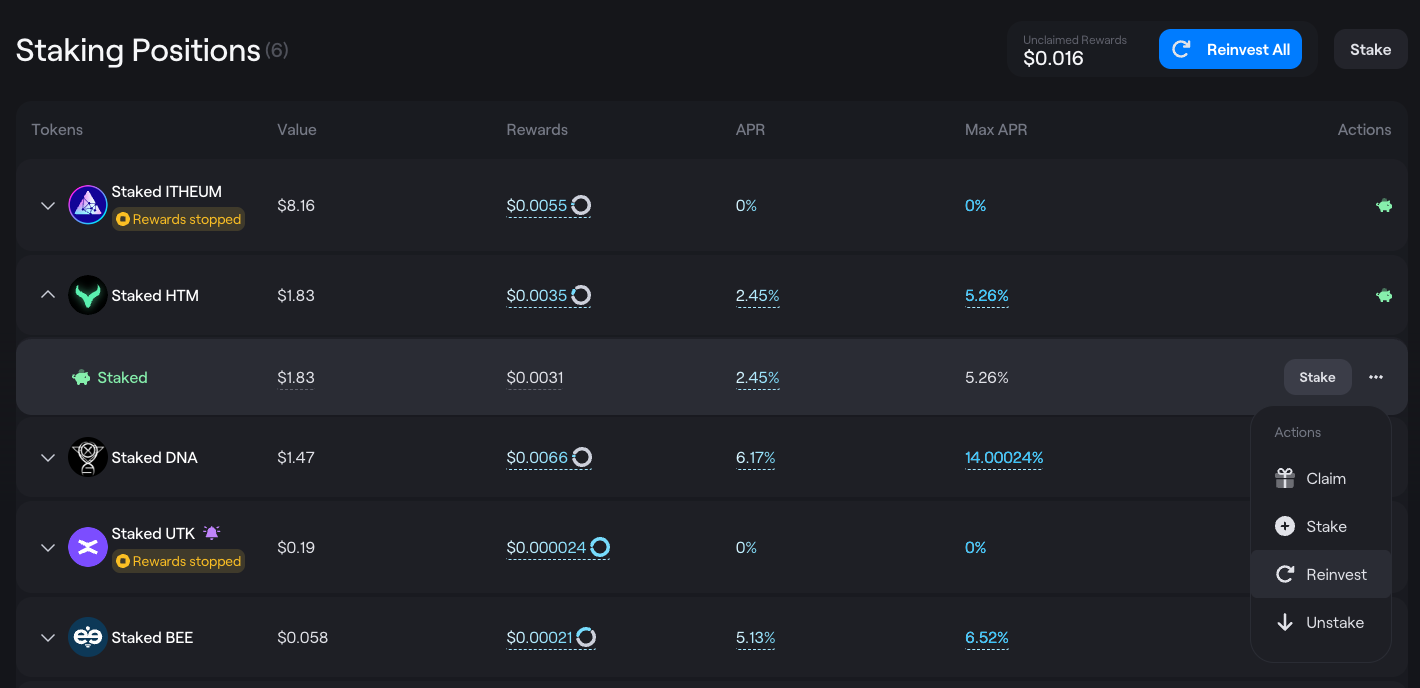 Staking Positions (6)
Unclaimed Rewards
$0.016
Reinvest All
Stake
Tokens Value Rewards APR Max APR Actions
Staked ITHEUM
Rewards stopped
$8.16 $0.0055 0% 0%
Staked HTM $1.83 $0.0035 2.45% 5.26%
Staked $1.83 $0.0031 2.45% 5.26% Stake
Actions
Claim
Stake
Reinvest
Unstake
Staked DNA $1.47 $0.0066 6.17% 14.00024%
Staked UTK
Rewards stopped
$0.19 $0.000024 0% 0%
Staked BEE $0.058 $0.00021 5.13% 6.52%